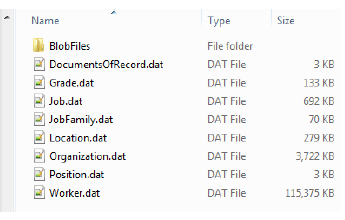 Name Type Size
BlobFiles File folder
DocumentsOfRecord.dat DAT File 3 KB
Grade.dat DAT File 133 KB
Job.dat DAT File 692 KB
JobFamily.dat DAT File 70 KB
Location.dat DAT File 279 KB
Organization.dat DAT File 3,722 KB
Position.dat DAT File 3 KB
Worker.dat DAT File 115,375 KB